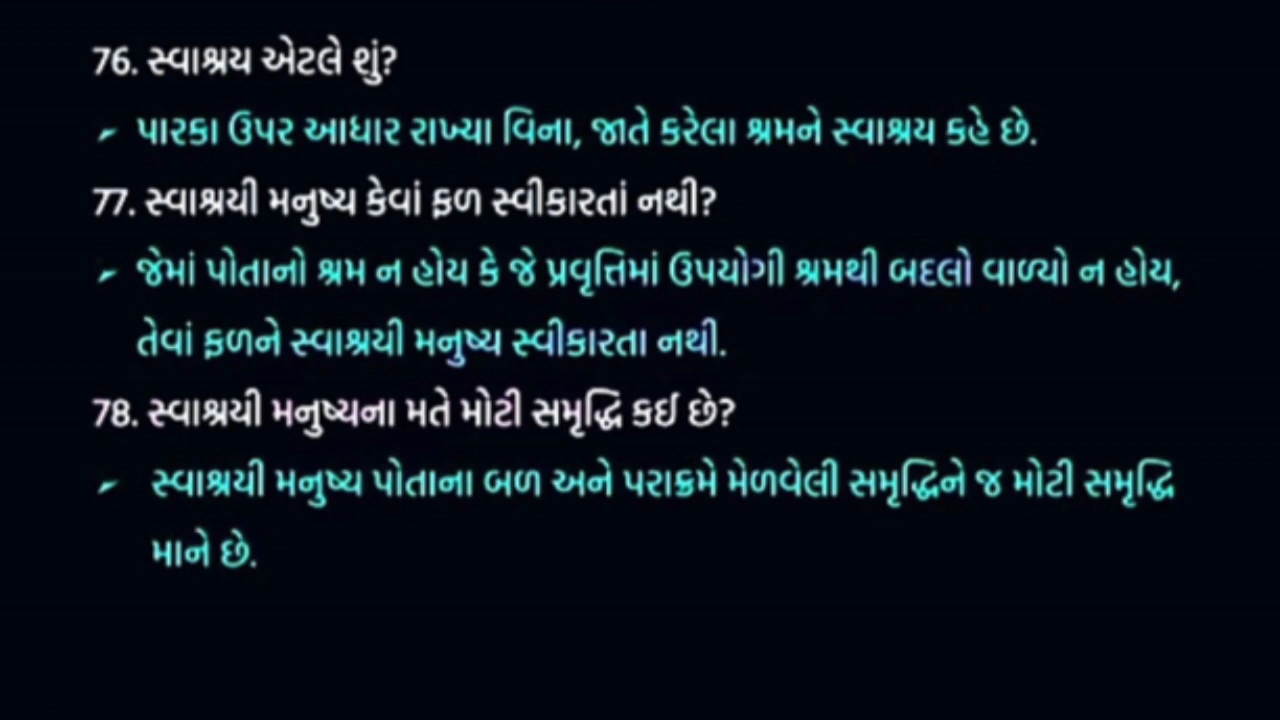 76. સ્વાશ્રય એટલે શું?
➢ પારકા ઉપર આધાર રાખ્યા વિના, જાતે કરેલા શ્રમને સ્વાશ્રય કહે છે.
77. સ્વાશ્રયી મનુષ્ય કેવાં ફળ સ્વીકારતાં નથી?
➢ જેમાં પોતાનો શ્રમ ન હોય કે જે પ્રવૃત્તિમાં ઉપયોગી શ્રમથી બદલો વાળ્યો ન હોય,
તેવાં ફળને સ્વાશ્રયી મનુષ્ય સ્વીકારતા નથી.
78. સ્વાશ્રયી મનુષ્યના મતે મોટી સમૃદ્ધિ કઈ છે?
➢ સ્વાશ્રયી મનુષ્ય પોતાના બળ અને પરાક્રમે મેળવેલી સમૃદ્ધિને જ મોટી સમૃદ્ધિ
માને છે.